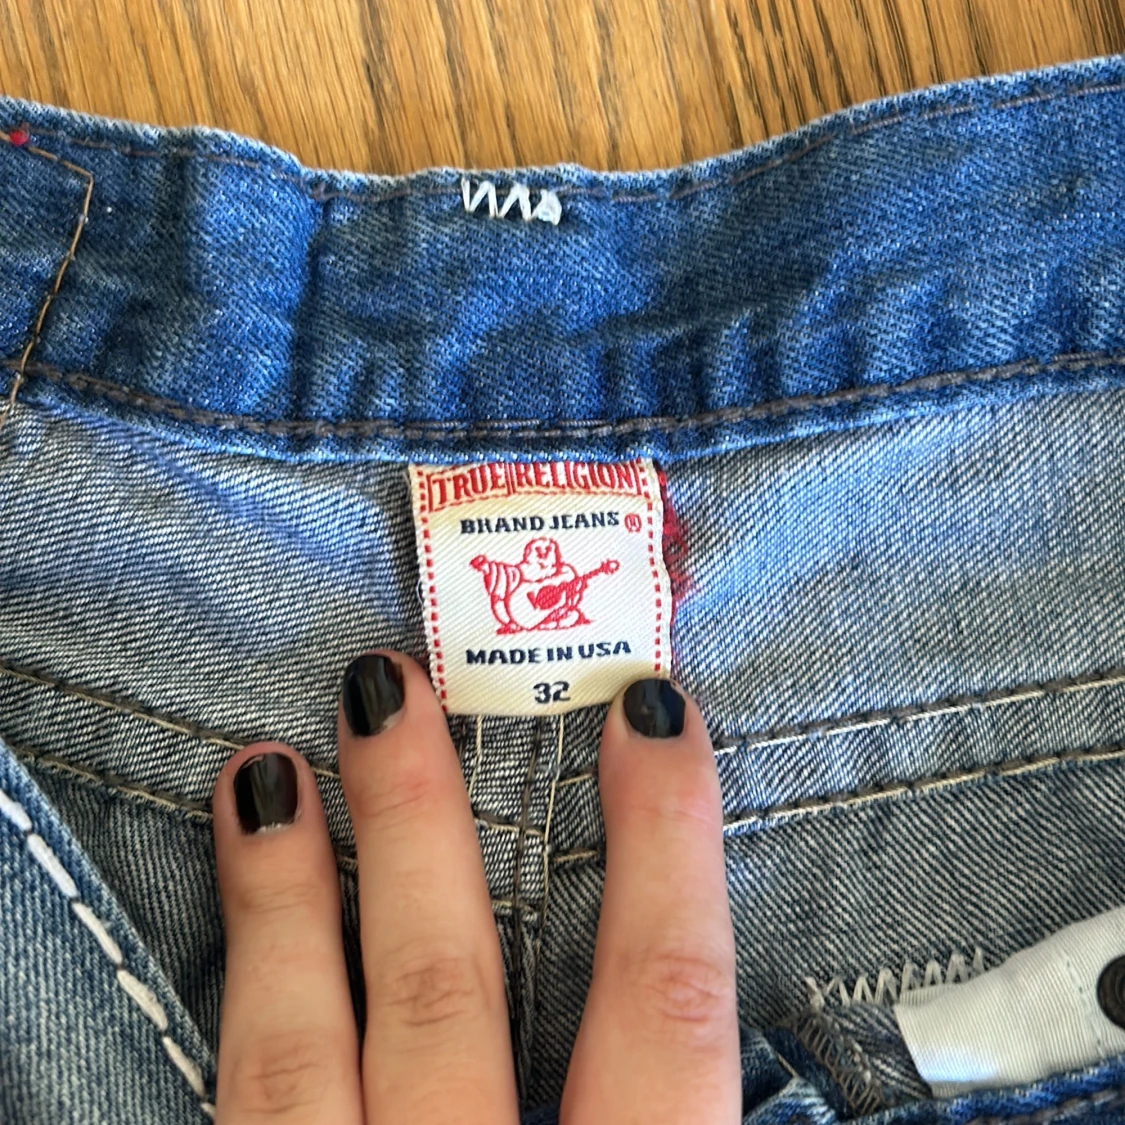 TRUE RELIGION
BRAND JEANS ®
MADE IN USA
32